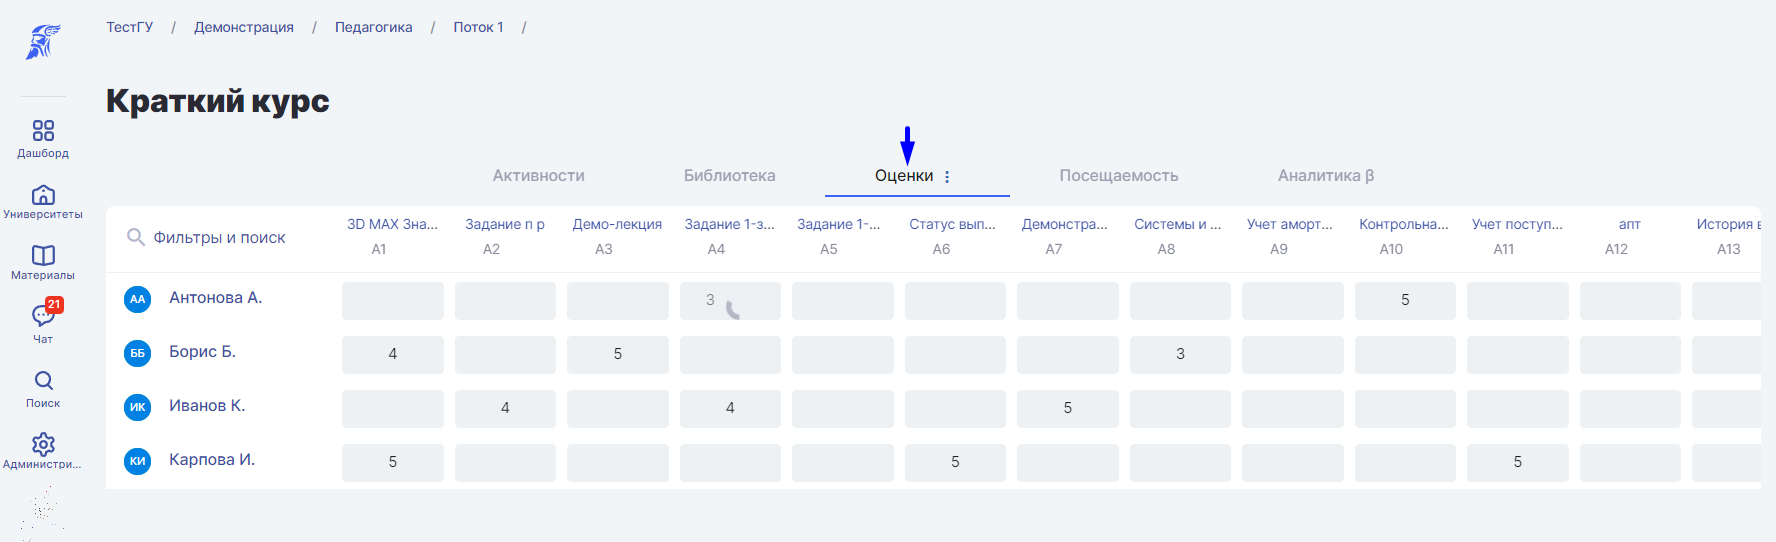 ТестГУ / Демонстрация / Педагогика / Поток 1 /
Краткий курс
Дашборд
Университеты
Материалы
21
Чат
Поиск
Администри...
Активности Библиотека Оценки Посещаемость Аналитика β
Фильтры и поиск
3D MAX Зна... Задание п р Демо-лекция Задание 1-з... Задание 1-... Статус вып... Демонстра... Системы и ... Учет аморт... Контрольна... Учет поступ... апт История в
A1 A2 A3 A4 A5 A6 A7 A8 A9 A10 A11 A12 A13
АА Антонова А. 3 5
ББ Борис Б. 4 5 3
ИК Иванов К. 4 4 5
КИ Карпова И. 5 5 5